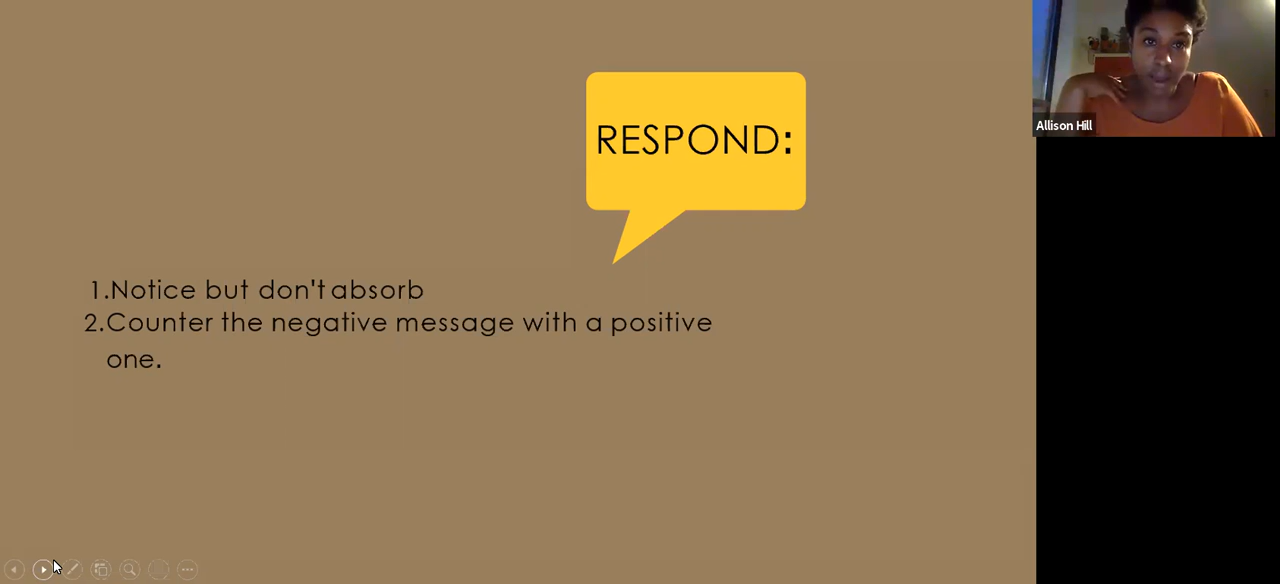 RESPOND:
Allison Hill
1.Notice but don't absorb
2.Counter the negative message with a positive
one.